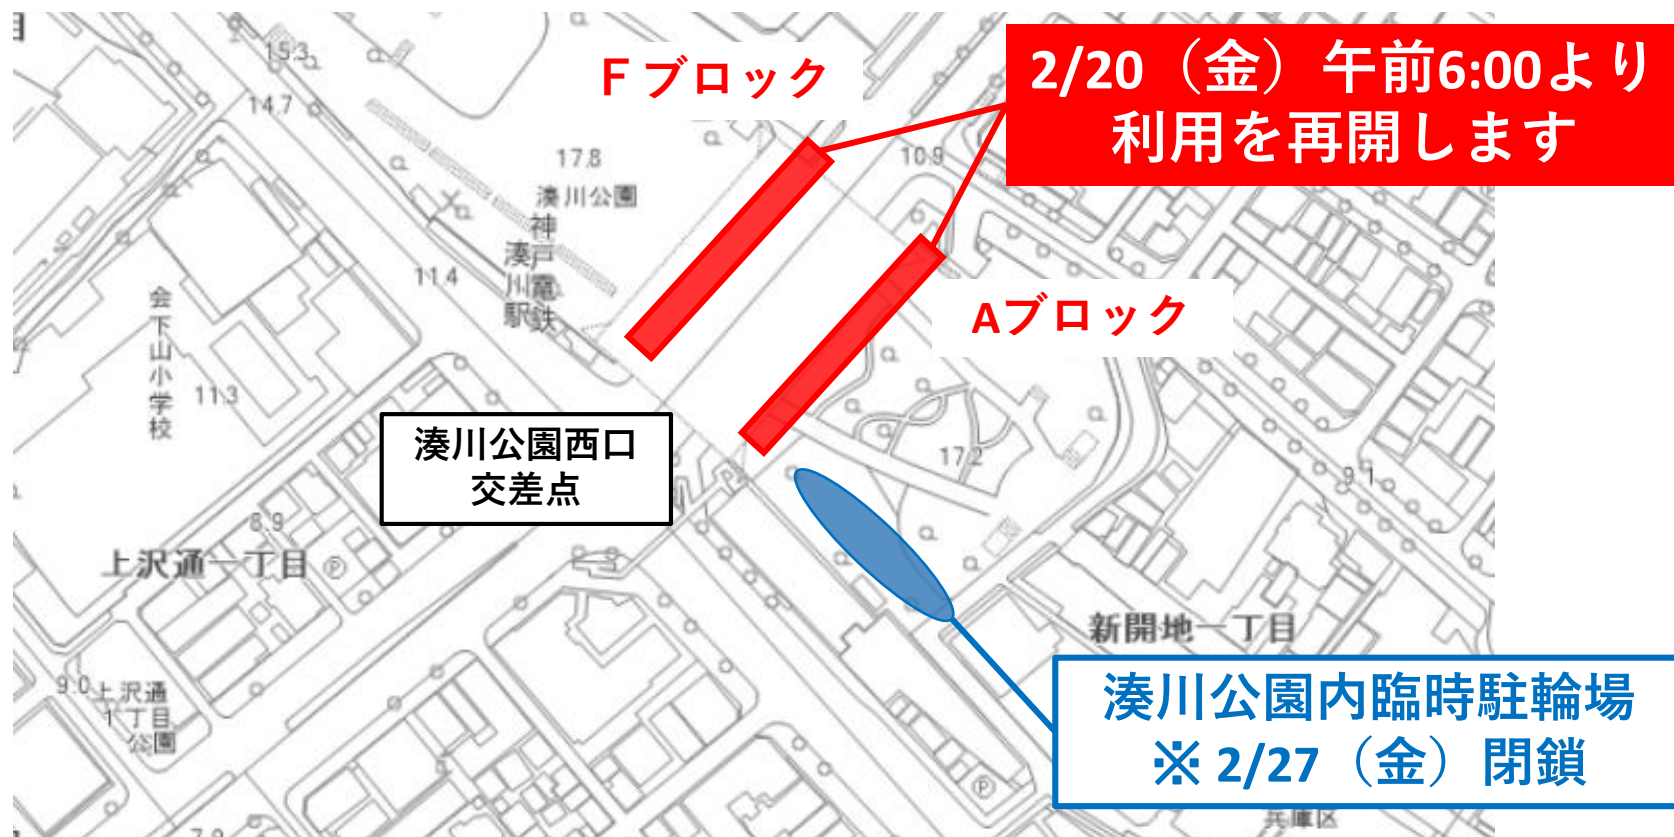 15.3
14.7
Ｆブロック
2/20（金）午前6:00より
利用を再開します
17.8
湊川公園
10.9
神戸電鉄
湊川駅
11.4
会下山小学校
Aブロック
11.3
湊川公園西口
交差点
17.2
9.1
8.9
上沢通一丁目
P
新開地一丁目
9.0
上沢通
1丁目
公園
湊川公園内臨時駐輪場
※ 2/27（金）閉鎖
P
兵庫区
7.9